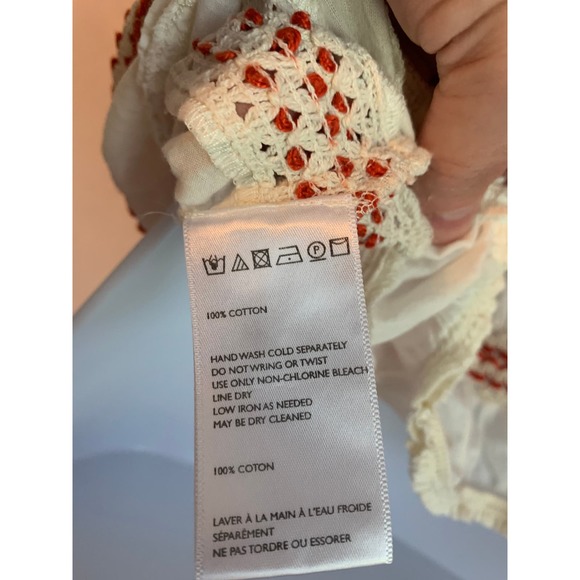 P
100% COTTON
HAND WASH COLD SEPARATELY
DO NOT WRING OR TWIST
USE ONLY NON-CHLORINE BLEACH
LINE DRY
LOW IRON AS NEEDED
MAY BE DRY CLEANED
100% COTON
LAVER À LA MAIN À L'EAU FROIDE
SÉPARÉMENT
NE PAS TORDRE OU ESSORER